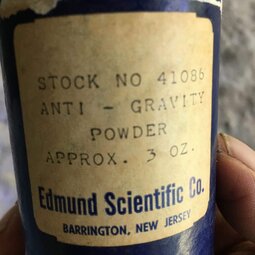 STOCK NO 41086
ANTI - GRAVITY
POWDER
APPROX. 3 OZ.
Edmund Scientific Co.
BARRINGTON, NEW JERSEY